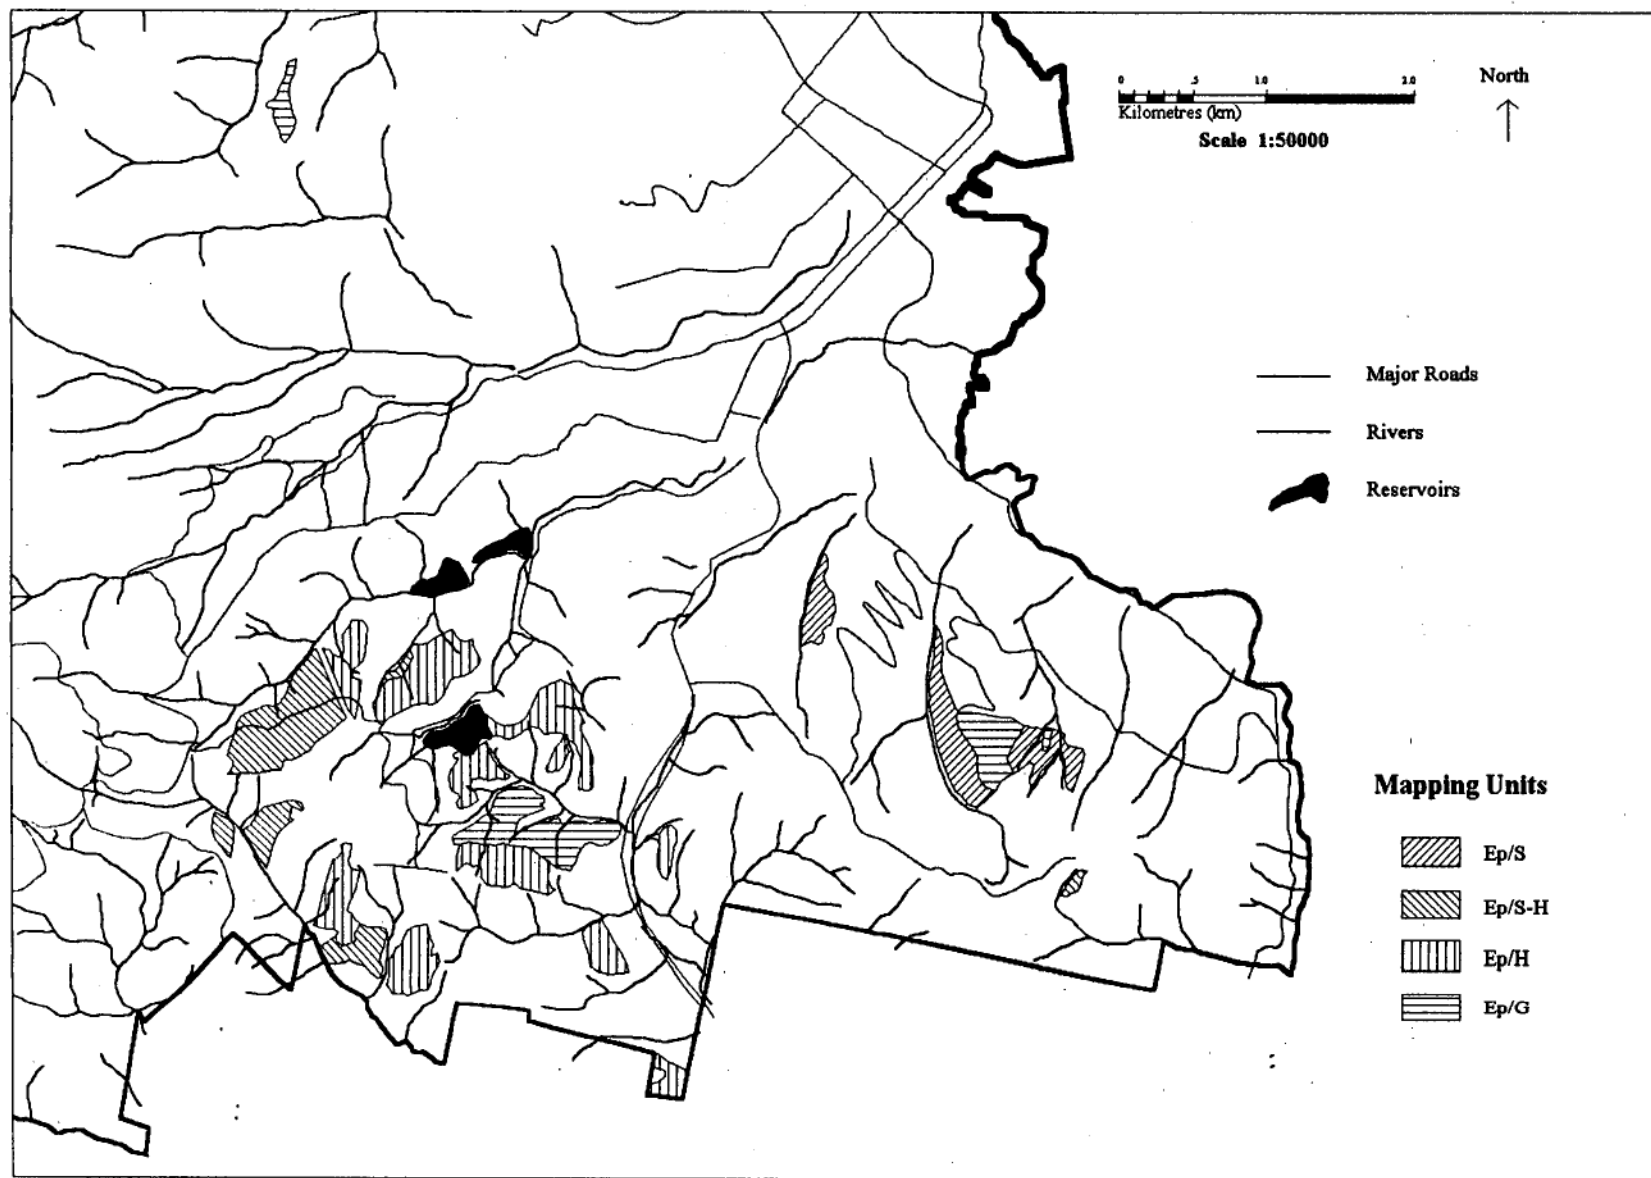 0 .5 1.0 2.0
Kilometres (km)
Scale 1:50000
North
Major Roads
Rivers
Reservoirs
Mapping Units
Ep/S
Ep/S-H
Ep/H
Ep/G